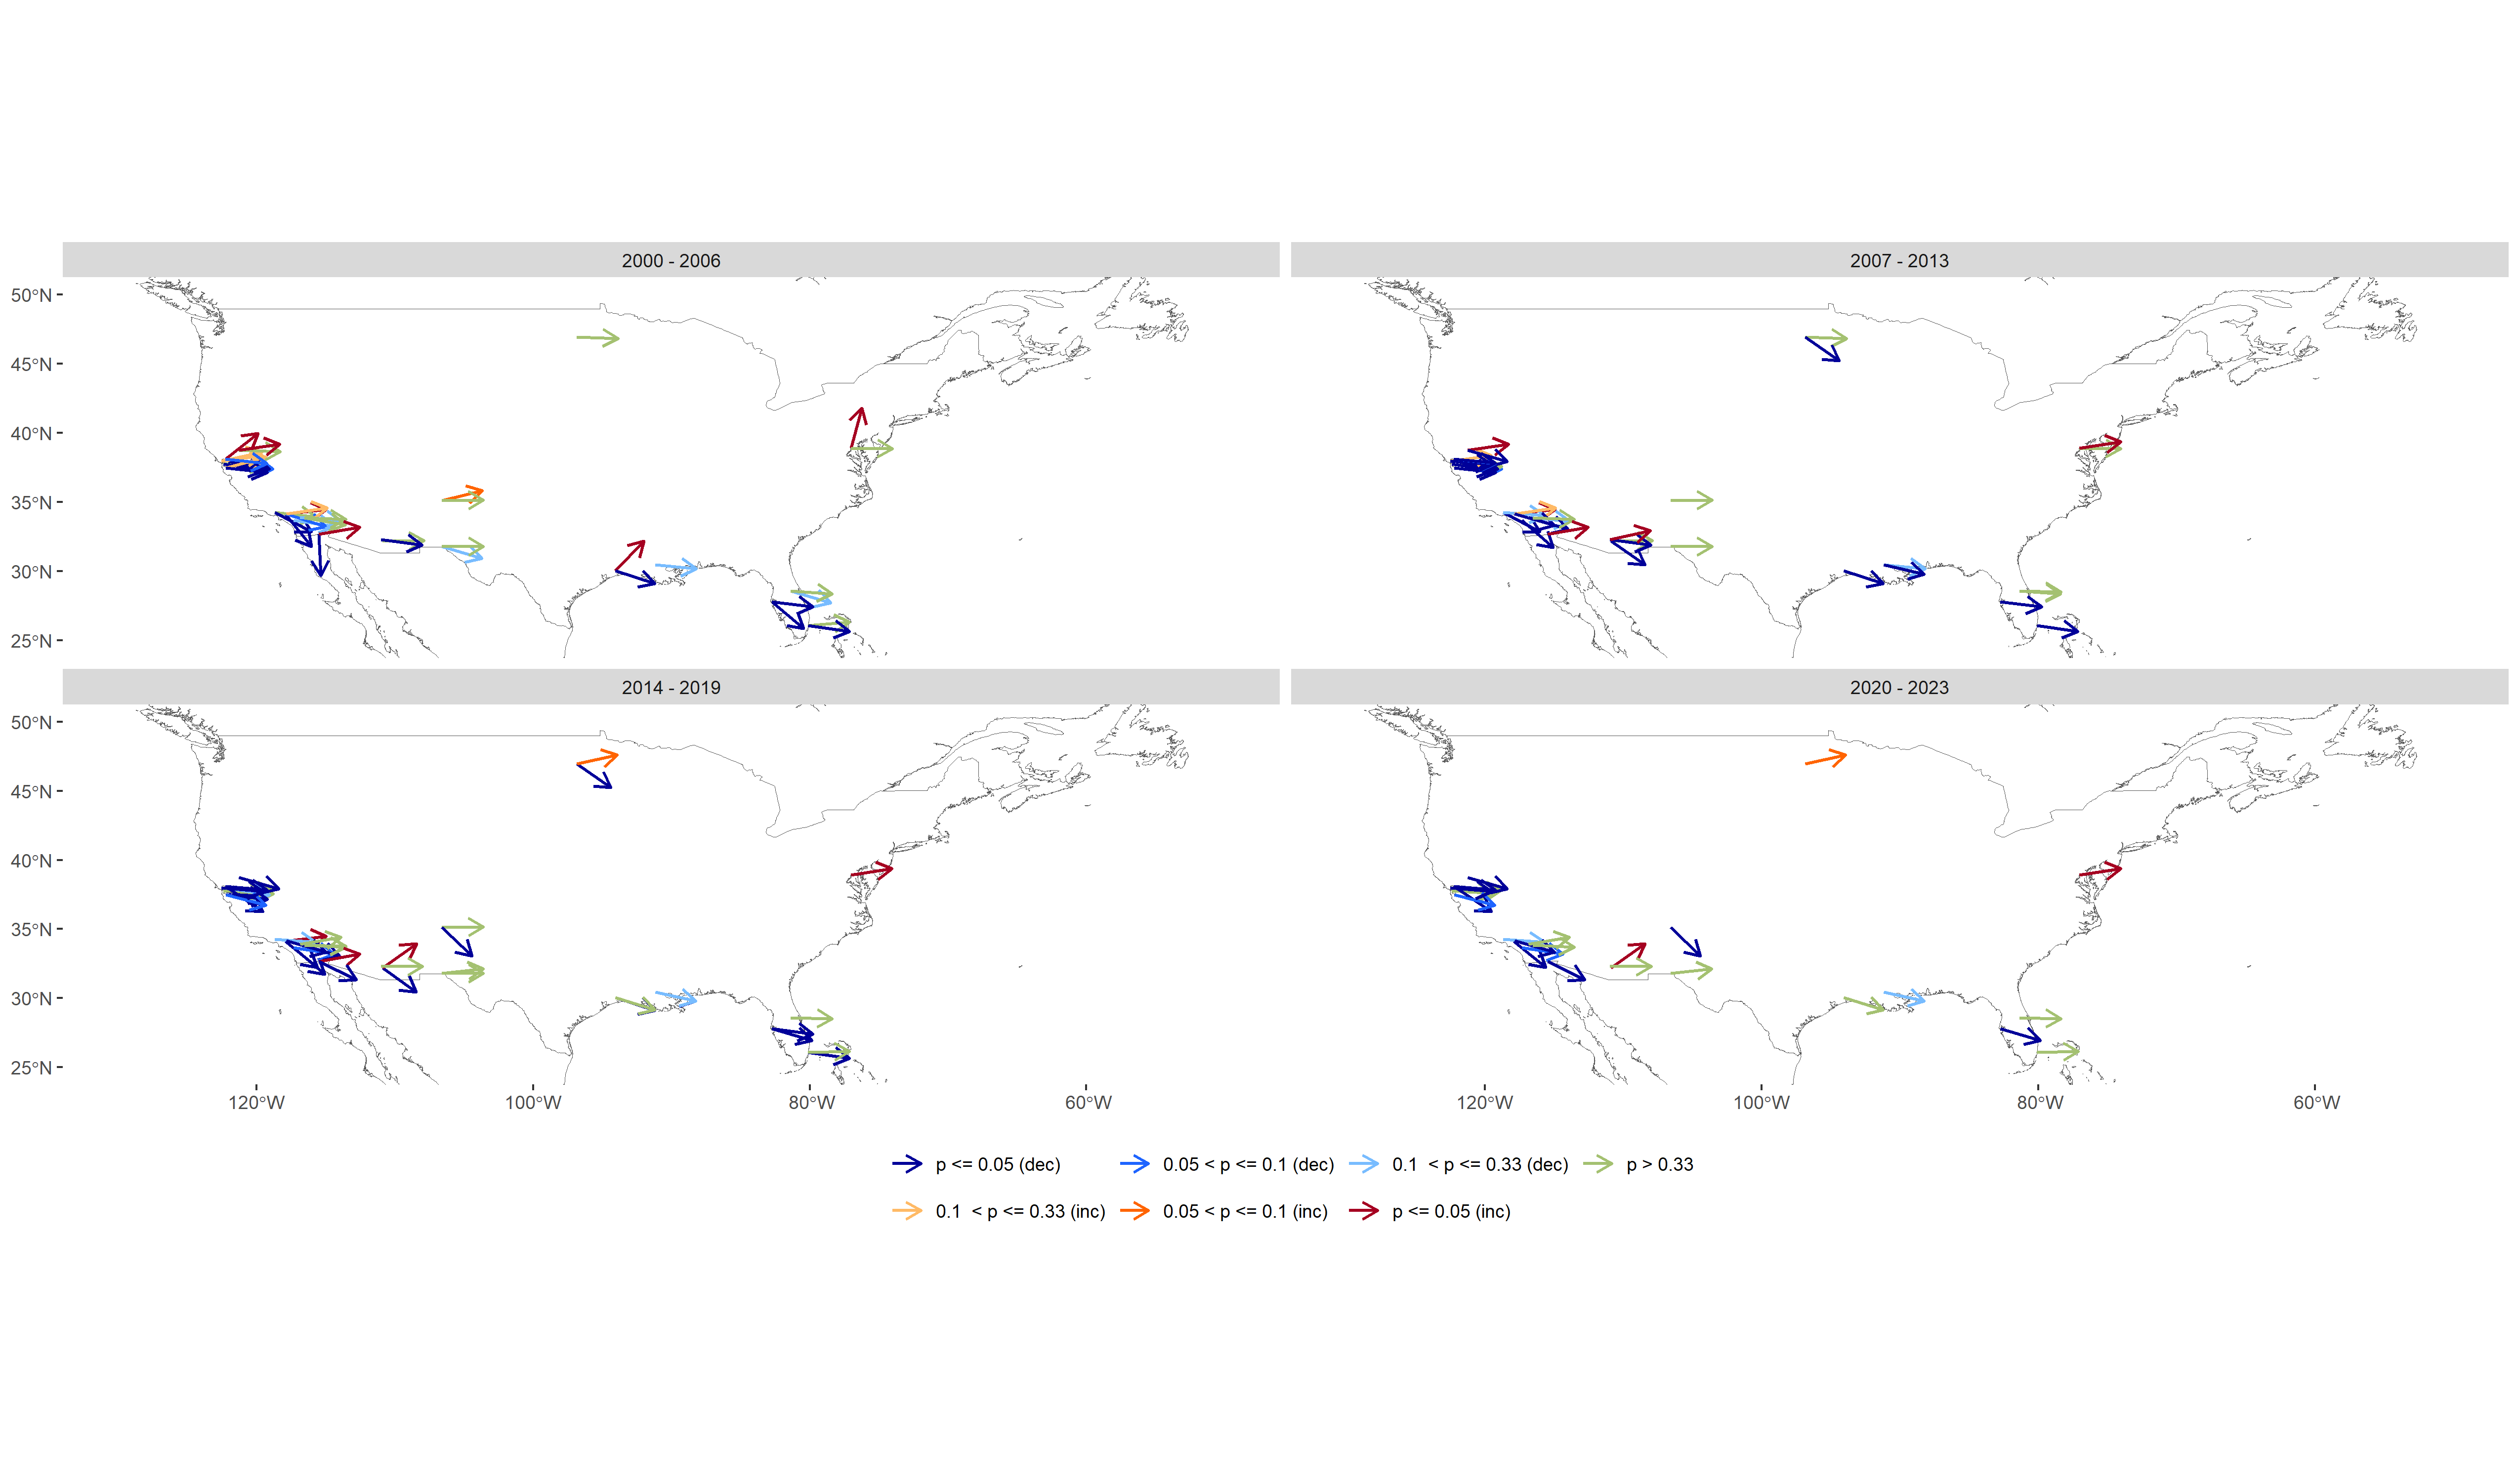 2000 - 2006
2007 - 2013
50°N
45°N
40°N
35°N
30°N
25°N
2014 - 2019
2020 - 2023
50°N
45°N
40°N
35°N
30°N
25°N
120°W 100°W 80°W 60°W
120°W 100°W 80°W 60°W
p <= 0.05 (dec) 0.05 < p <= 0.1 (dec) 0.1 < p <= 0.33 (dec) p > 0.33
0.1 < p <= 0.33 (inc) 0.05 < p <= 0.1 (inc) p <= 0.05 (inc)